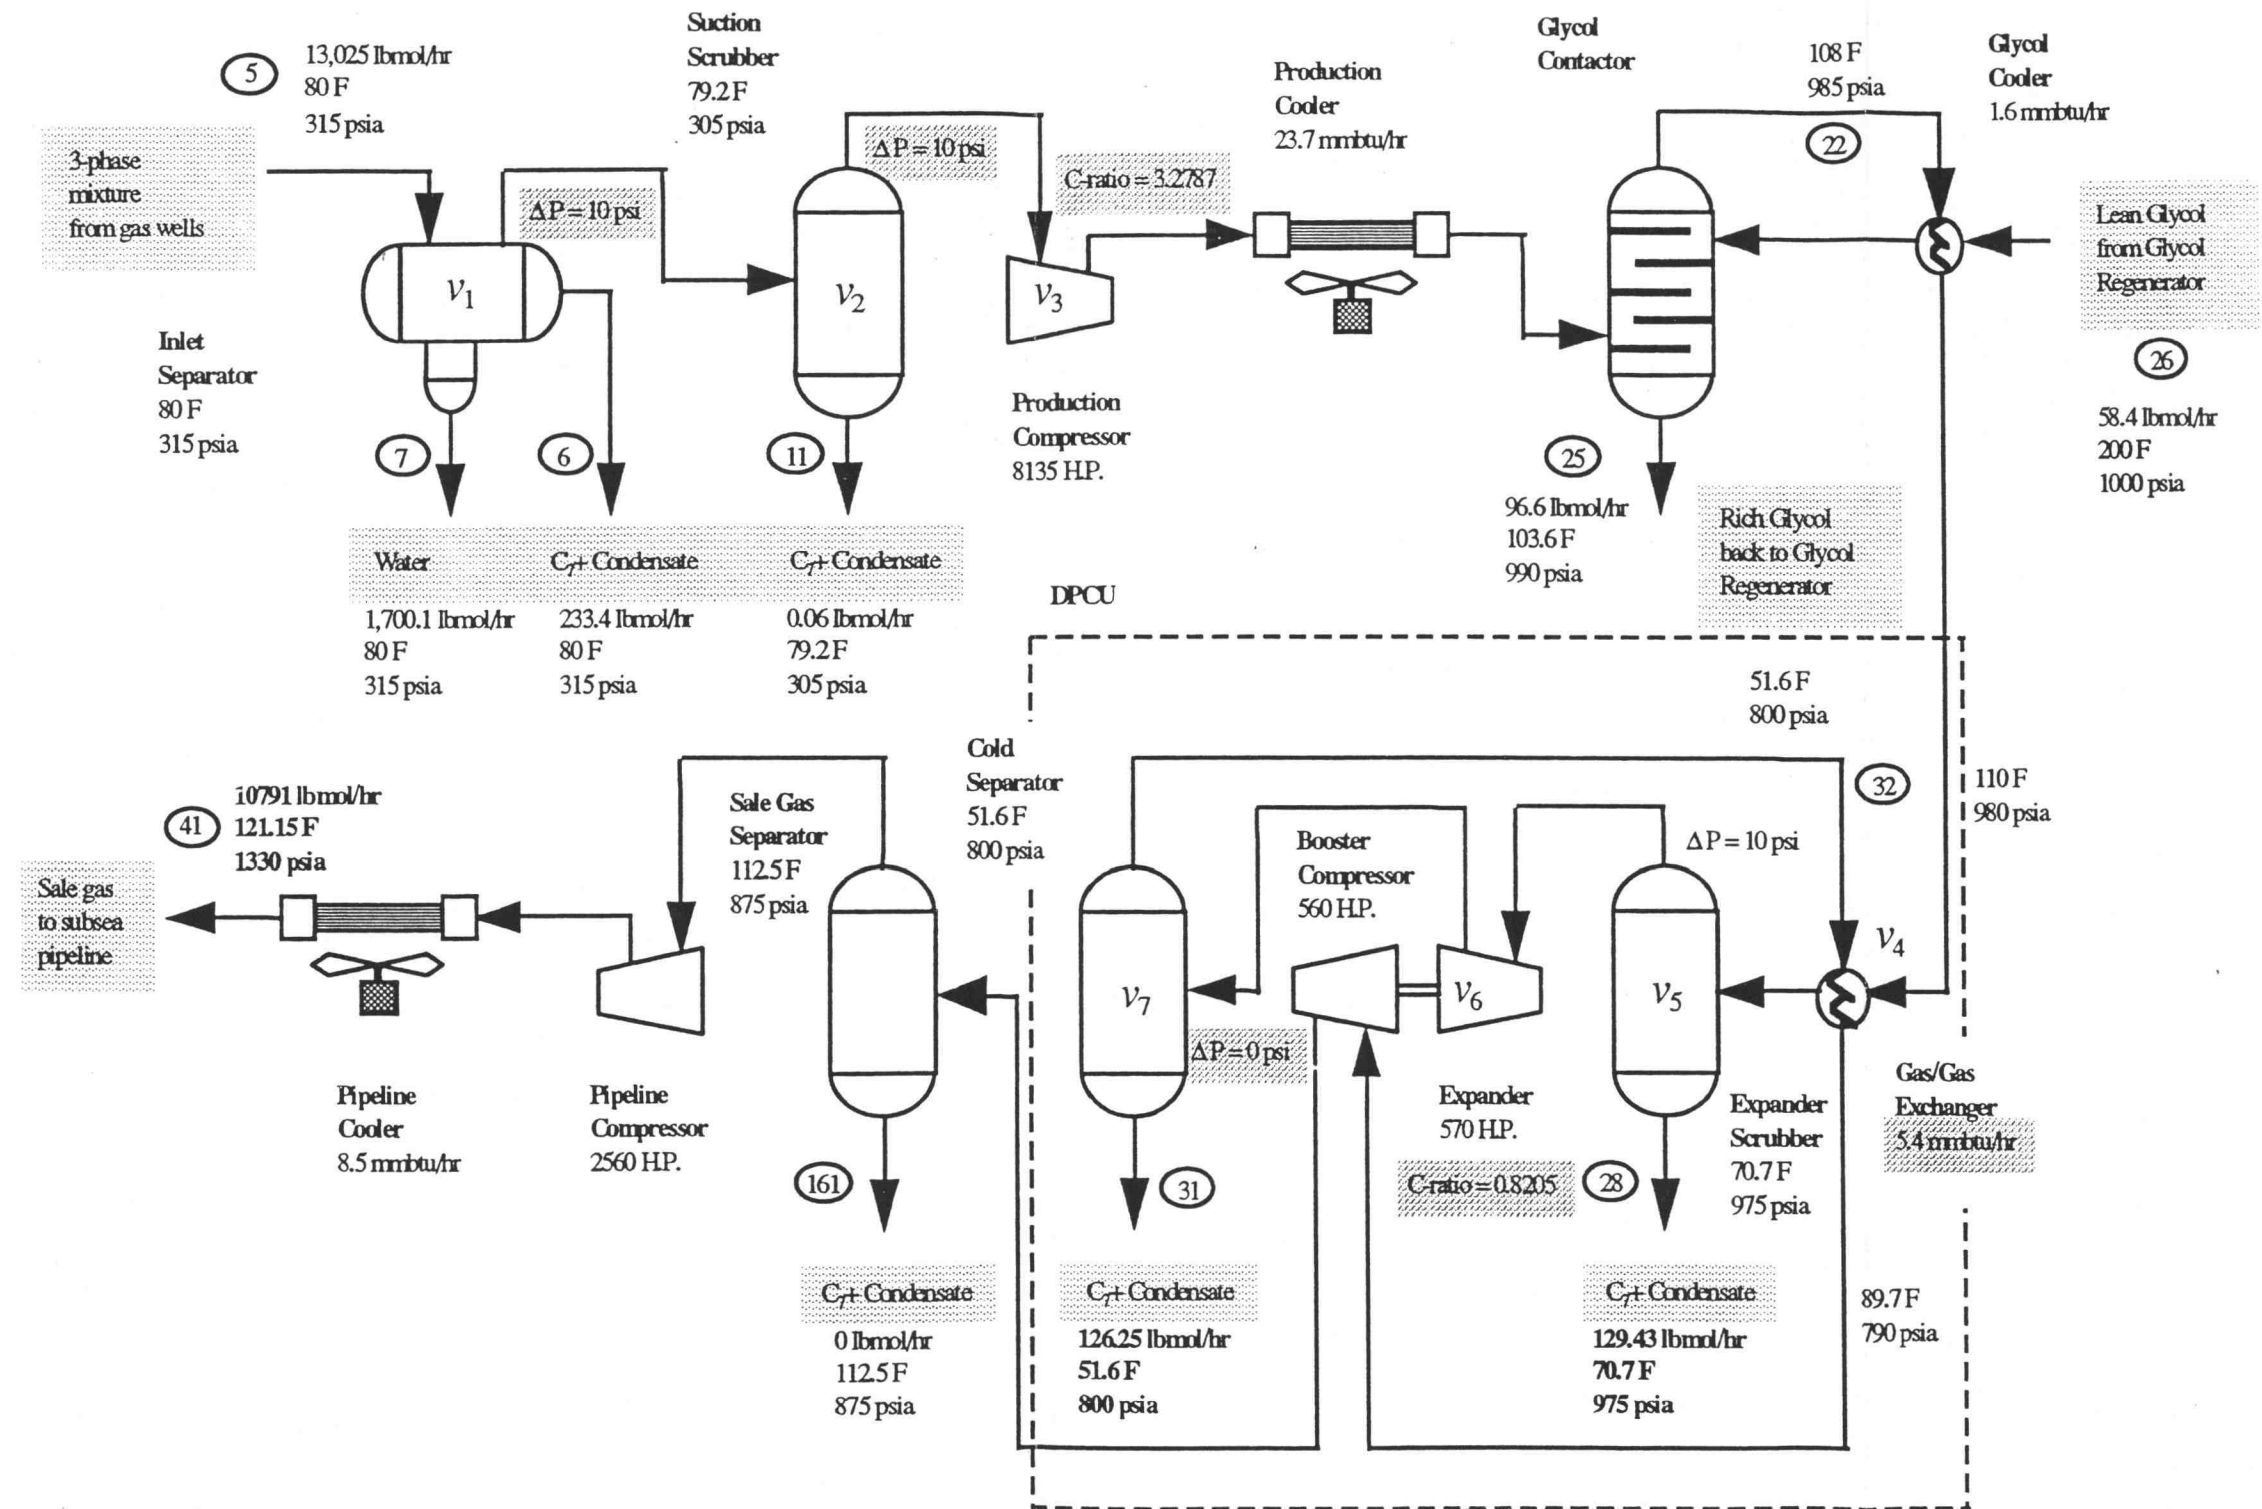 5
13,025 lbmol/hr
80 F
315 psia
3-phase
mixture
from gas wells
ΔP = 10 psi
v1
Inlet
Separator
80 F
315 psia
7
6
Water
1,700.1 lbmol/hr
80 F
315 psia
C7+ Condensate
233.4 lbmol/hr
80 F
315 psia
Suction
Scrubber
79.2 F
305 psia
ΔP = 10 psi
v2
11
C7+ Condensate
0.06 lbmol/hr
79.2 F
305 psia
C-ratio = 3.2787
v3
Production
Compressor
8135 H.P.
Production
Cooler
23.7 mmbtu/hr
Glycol
Contactor
108 F
985 psia
22
Glycol
Cooler
1.6 mmbtu/hr
Lean Glycol
from Glycol
Regenerator
26
58.4 lbmol/hr
200 F
1000 psia
25
96.6 lbmol/hr
103.6 F
990 psia
Rich Glycol
back to Glycol
Regenerator
DPCU
51.6 F
800 psia
32
110 F
980 psia
v4
Gas/Gas
Exchanger
5.4 mmbtu/hr
89.7 F
790 psia
ΔP = 10 psi
v5
Expander
Scrubber
70.7 F
975 psia
28
C7+ Condensate
129.43 lbmol/hr
70.7 F
975 psia
Booster
Compressor
560 H.P.
v6
Expander
570 H.P.
C-ratio = 0.8205
Cold
Separator
51.6 F
800 psia
v7
ΔP = 0 psi
31
C7+ Condensate
126.25 lbmol/hr
51.6 F
800 psia
Sale Gas
Separator
112.5 F
875 psia
161
C7+ Condensate
0 lbmol/hr
112.5 F
875 psia
Pipeline
Compressor
2560 H.P.
Pipeline
Cooler
8.5 mmbtu/hr
41
10791 lbmol/hr
121.15 F
1330 psia
Sale gas
to subsea
pipeline